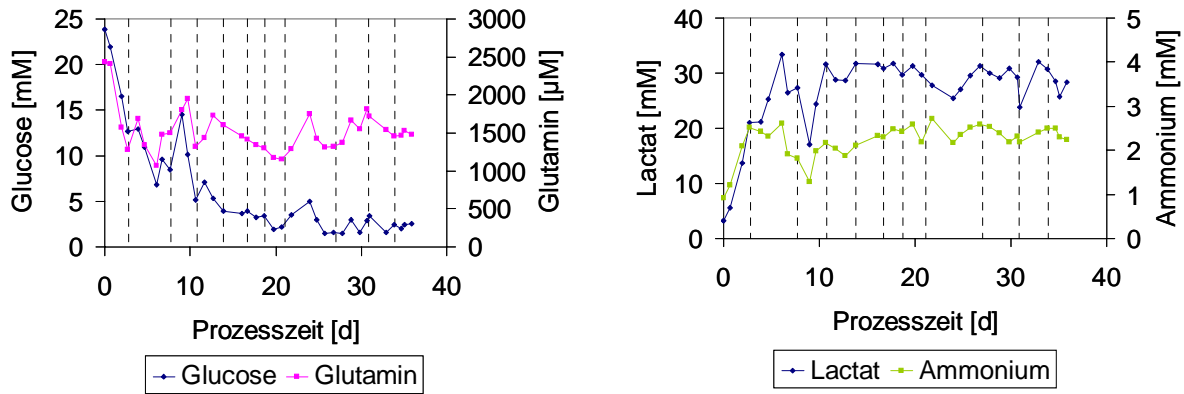 Glucose [mM]
25
20
15
10
5
0
3000
2500
2000
1500
1000
500
0
Glutamin [µM]
0 10 20 30 40
Prozesszeit [d]
Glucose Glutamin
Lactat [mM]
40
30
20
10
0
5
4
3
2
1
0
Ammonium [mM]
0 10 20 30 40
Prozesszeit [d]
Lactat Ammonium